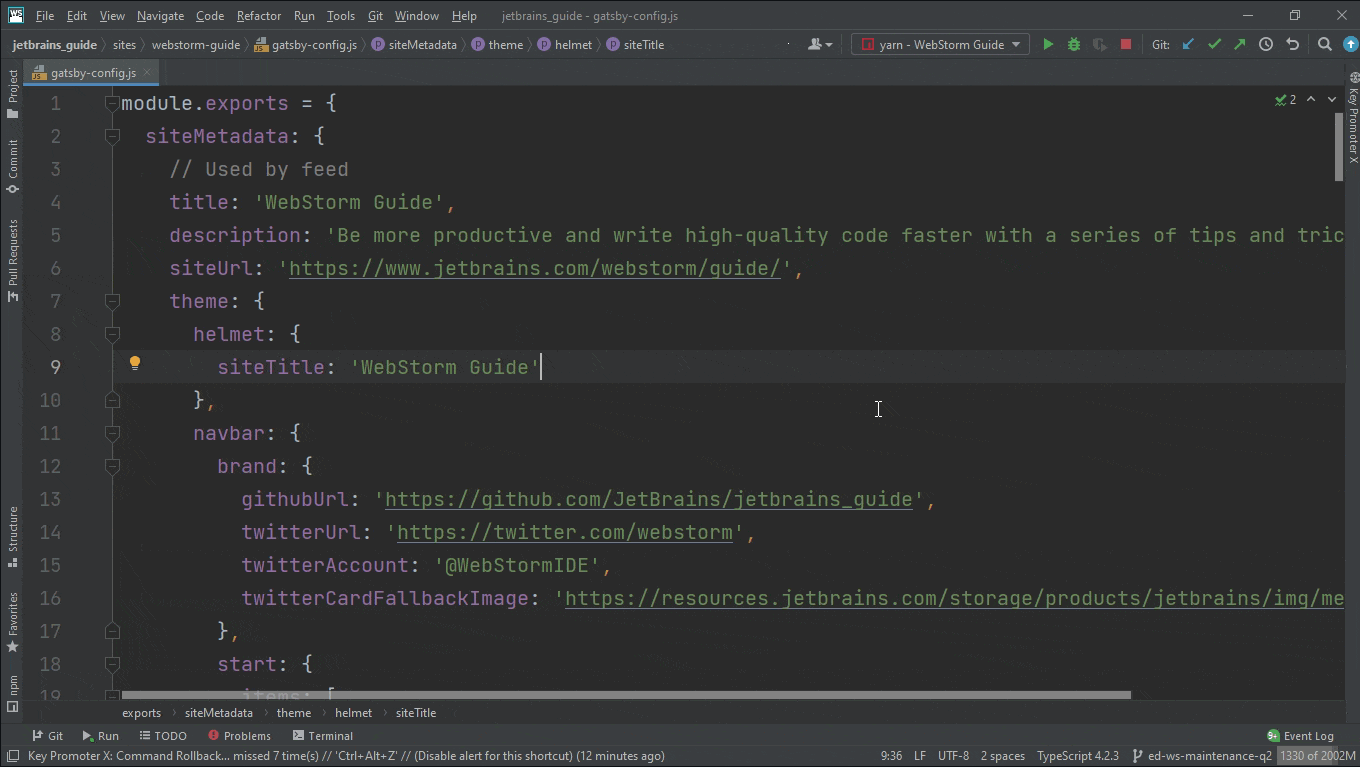 WS File Edit View Navigate Code Refactor Run Tools Git Window Help jetbrains_guide - gatsby-config.js
jetbrains_guide sites webstorm-guide gatsby-config.js siteMetadata theme helmet siteTitle yarn - WebStorm Guide Git:
gatsby-config.js
Project
Commit
Pull Requests
Structure
Favorites
npm
1 module.exports = {
2 siteMetadata: {
3 // Used by feed
4 title: 'WebStorm Guide',
5 description: 'Be more productive and write high-quality code faster with a series of tips and tric
6 siteUrl: 'https://www.jetbrains.com/webstorm/guide/',
7 theme: {
8 helmet: {
9 siteTitle: 'WebStorm Guide'
10 },
11 navbar: {
12 brand: {
13 githubUrl: 'https://github.com/JetBrains/jetbrains_guide',
14 twitterUrl: 'https://twitter.com/webstorm',
15 twitterAccount: '@WebStormIDE',
16 twitterCardFallbackImage: 'https://resources.jetbrains.com/storage/products/jetbrains/img/me
17 },
18 start: {
19 items: [
2
Key Promoter X
exports siteMetadata theme helmet siteTitle
Git Run TODO Problems Terminal 9+ Event Log
Key Promoter X: Command Rollback... missed 7 time(s) // 'Ctrl+Alt+Z' // (Disable alert for this shortcut) (12 minutes ago) 9:36 LF UTF-8 2 spaces TypeScript 4.2.3 ed-ws-maintenance-q2 1330 of 2002M